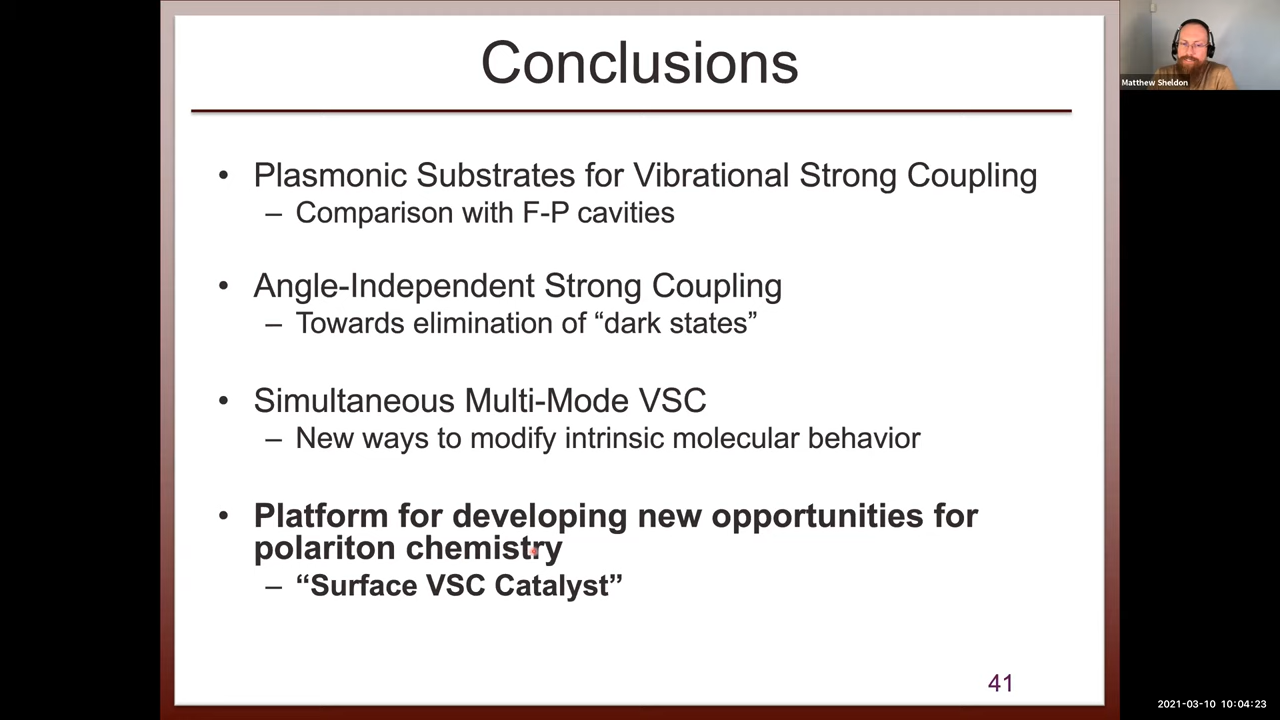 Conclusions
• Plasmonic Substrates for Vibrational Strong Coupling
– Comparison with F-P cavities
• Angle-Independent Strong Coupling
– Towards elimination of “dark states”
• Simultaneous Multi-Mode VSC
– New ways to modify intrinsic molecular behavior
• Platform for developing new opportunities for
polariton chemistry
– “Surface VSC Catalyst”
41
Matthew Sheldon
2021-03-10 10:04:23